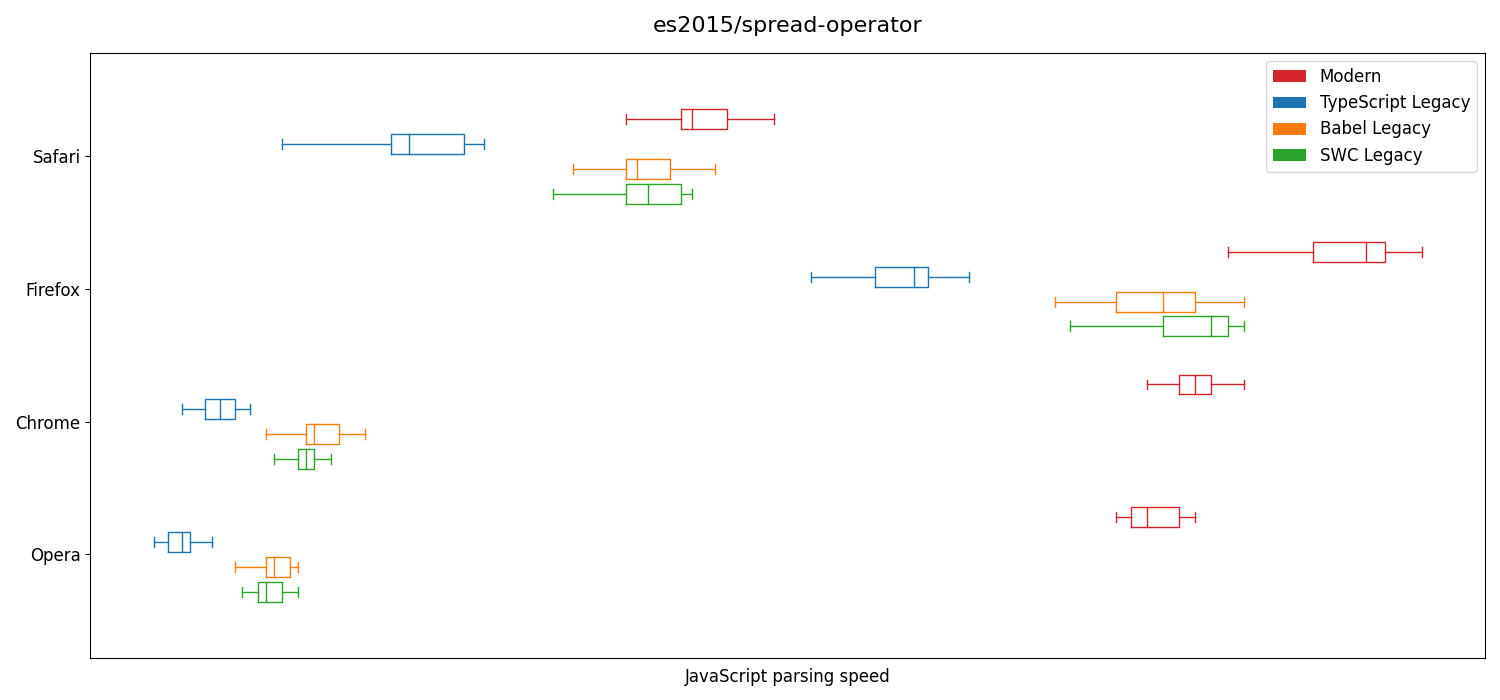 es2015/spread-operator
Modern
TypeScript Legacy
Babel Legacy
SWC Legacy
Safari
Firefox
Chrome
Opera
JavaScript parsing speed